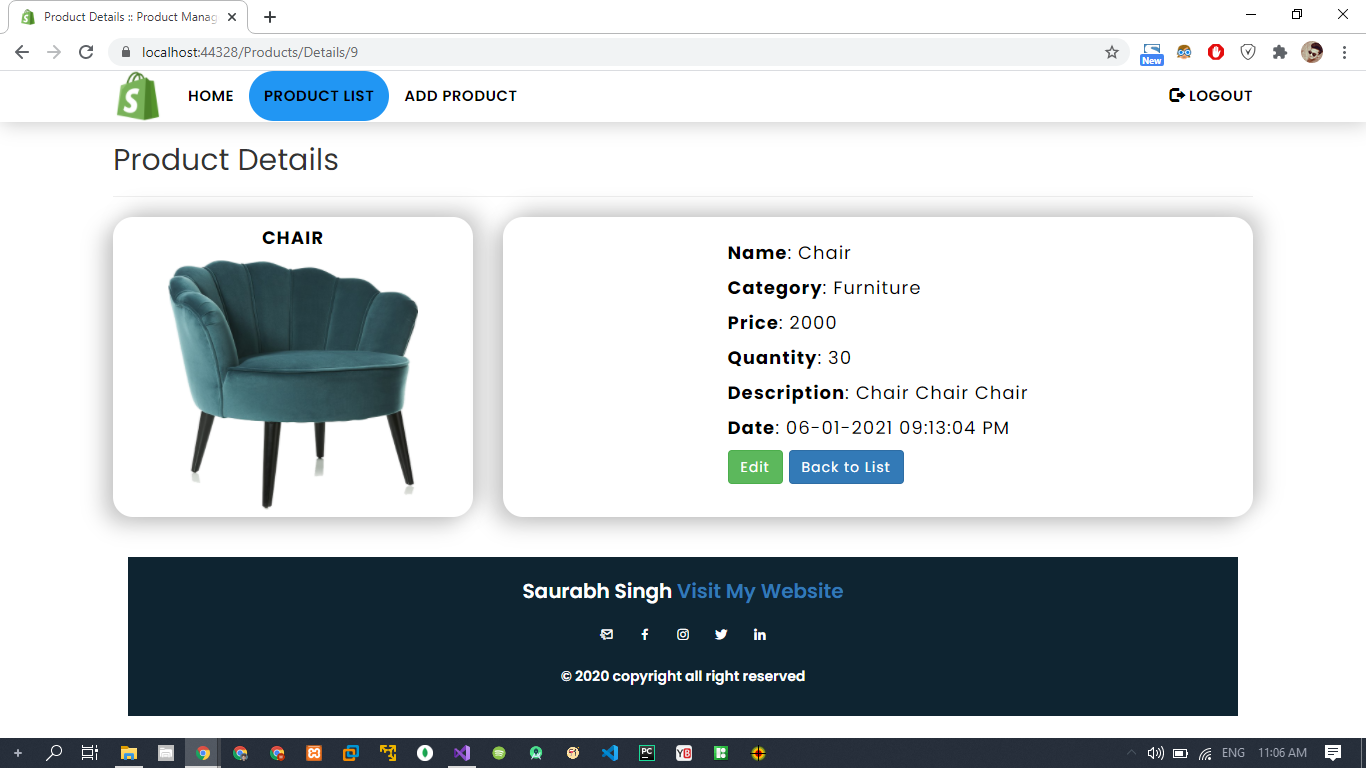 Product Details :: Product Manag
localhost:44328/Products/Details/9
New
S
HOME
PRODUCT LIST
ADD PRODUCT
LOGOUT
Product Details
CHAIR
Name: Chair
Category: Furniture
Price: 2000
Quantity: 30
Description: Chair Chair Chair
Date: 06-01-2021 09:13:04 PM
Edit
Back to List
Saurabh Singh Visit My Website
© 2020 copyright all right reserved
PC
YB
ENG
11:06 AM